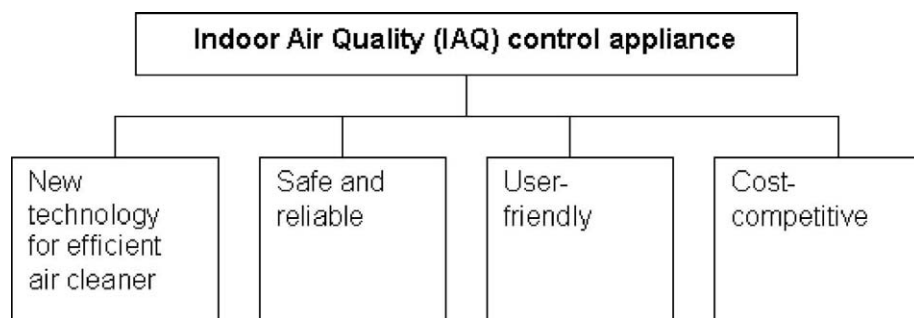 Indoor Air Quality (IAQ) control appliance
New
technology
for efficient
air cleaner
Safe and
reliable
User-
friendly
Cost-
competitive